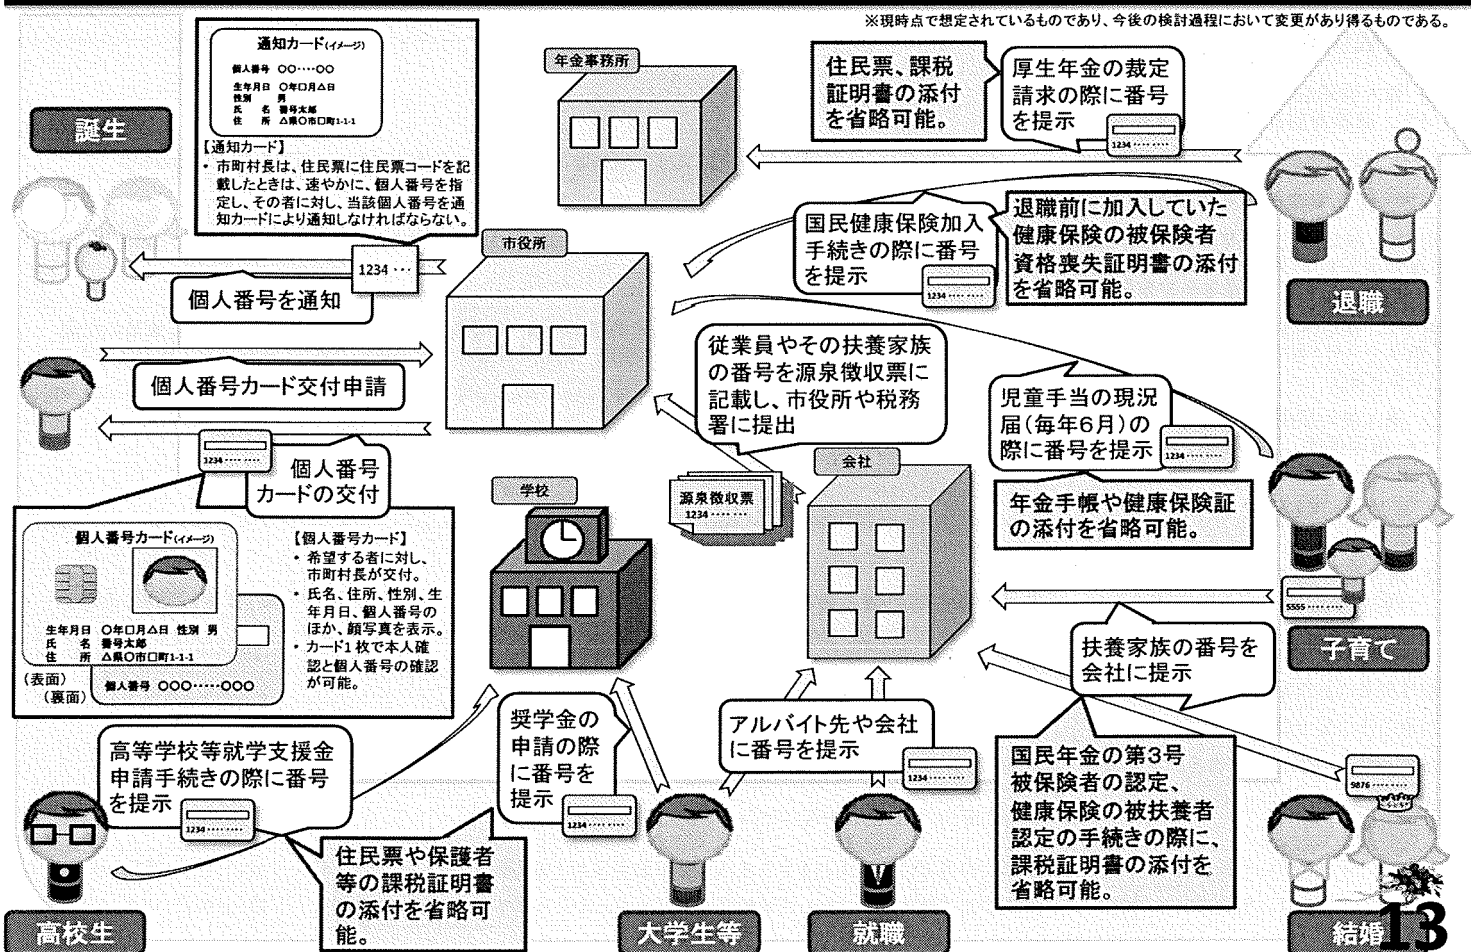 ※現時点で想定されているものであり、今後の検討過程において変更があり得るものである。
通知カード(イメージ)
個人番号 〇〇····〇〇
生年月日 〇年口月△日
性別 男
氏 名 番号太郎
住 所 △県〇市口町1-1-1
【通知カード】
・ 市町村長は、住民票に住民票コードを記
載したときは、速やかに、個人番号を指
定し、その者に対し、当該個人番号を通
知カードにより通知しなければならない。
誕生
市役所
1234 ···
個人番号を通知
個人番号カード交付申請
1234 ···· ····
個人番号
カードの交付
個人番号カード(イメージ)
生年月日 〇年口月△日 性別 男
氏 名 番号太郎
住 所 △県〇市口町1-1-1
(表面)
(裏面)
個人番号 〇〇〇·····〇〇〇
【個人番号カード】
・ 希望する者に対し、
市町村長が交付。
・ 氏名、住所、性別、生
年月日、個人番号の
ほか、顔写真を表示。
・ カード1枚で本人確
認と個人番号の確認
が可能。
年金事務所
住民票、課税
証明書の添付
を省略可能。
厚生年金の裁定
請求の際に番号
を提示
1234 ···· ····
国民健康保険加入
手続きの際に番号
を提示
1234 ···· ····
退職前に加入していた
健康保険の被保険者
資格喪失証明書の添付
を省略可能。
退職
従業員やその扶養家族
の番号を源泉徴収票に
記載し、市役所や税務
署に提出
源泉徴収票
1234 ···· ···
児童手当の現況
届(毎年6月)の
際に番号を提示
1234 ···· ····
年金手帳や健康保険証
の添付を省略可能。
学校
会社
5555 ···· ····
子育て
扶養家族の番号を
会社に提示
国民年金の第3号
被保険者の認定、
健康保険の被扶養者
認定の手続きの際に、
課税証明書の添付を
省略可能。
9876 ···· ····
結婚
高等学校等就学支援金
申請手続きの際に番号
を提示
1234 ···· ····
住民票や保護者
等の課税証明書
の添付を省略可
能。
高校生
奨学金の
申請の際
に番号を
提示
1234 ···· ····
大学生等
アルバイト先や会社
に番号を提示
1234 ···· ····
就職
13